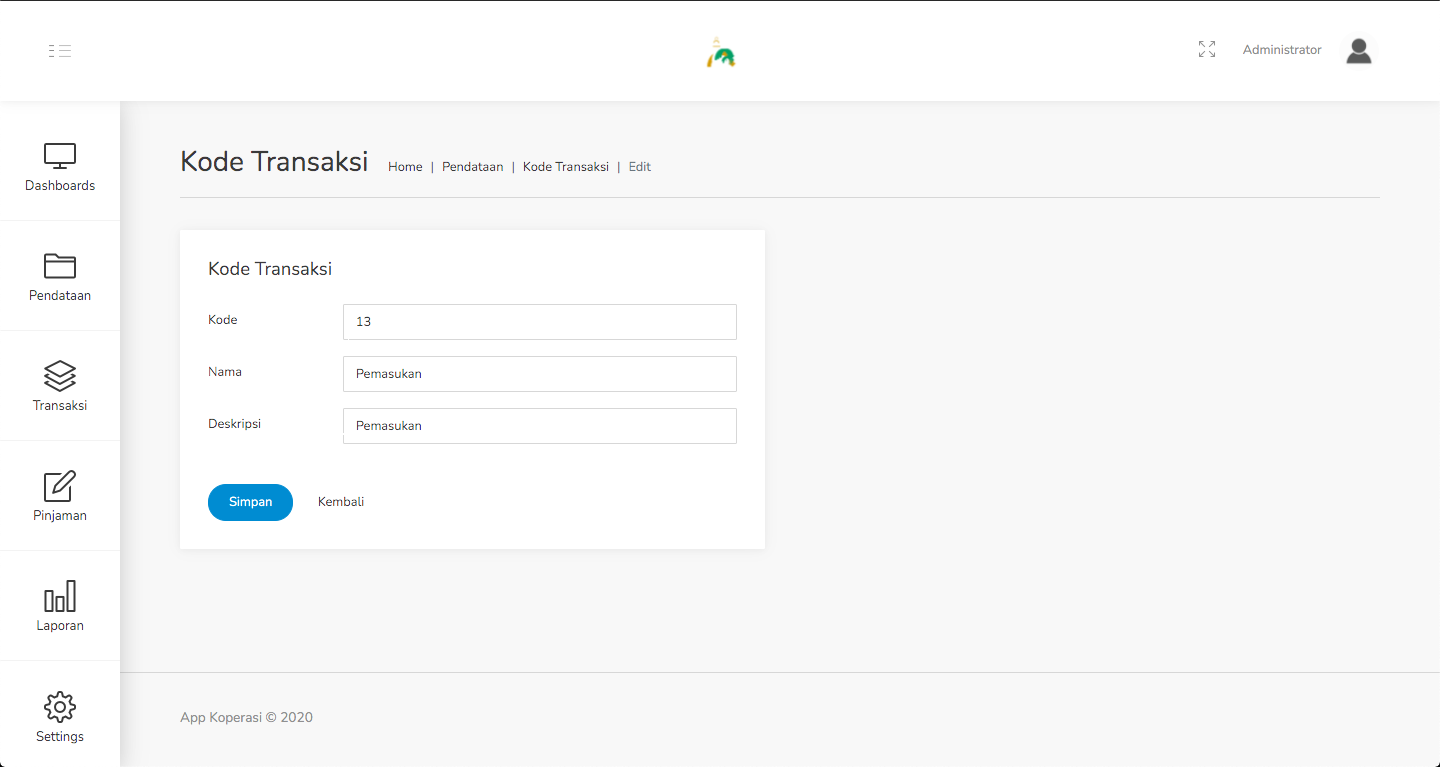 Administrator
Dashboards
Pendataan
Transaksi
Pinjaman
Laporan
Settings
Kode Transaksi Home | Pendataan | Kode Transaksi | Edit
Kode Transaksi
Kode 13
Nama Pemasukan
Deskripsi Pemasukan
Simpan Kembali
App Koperasi © 2020